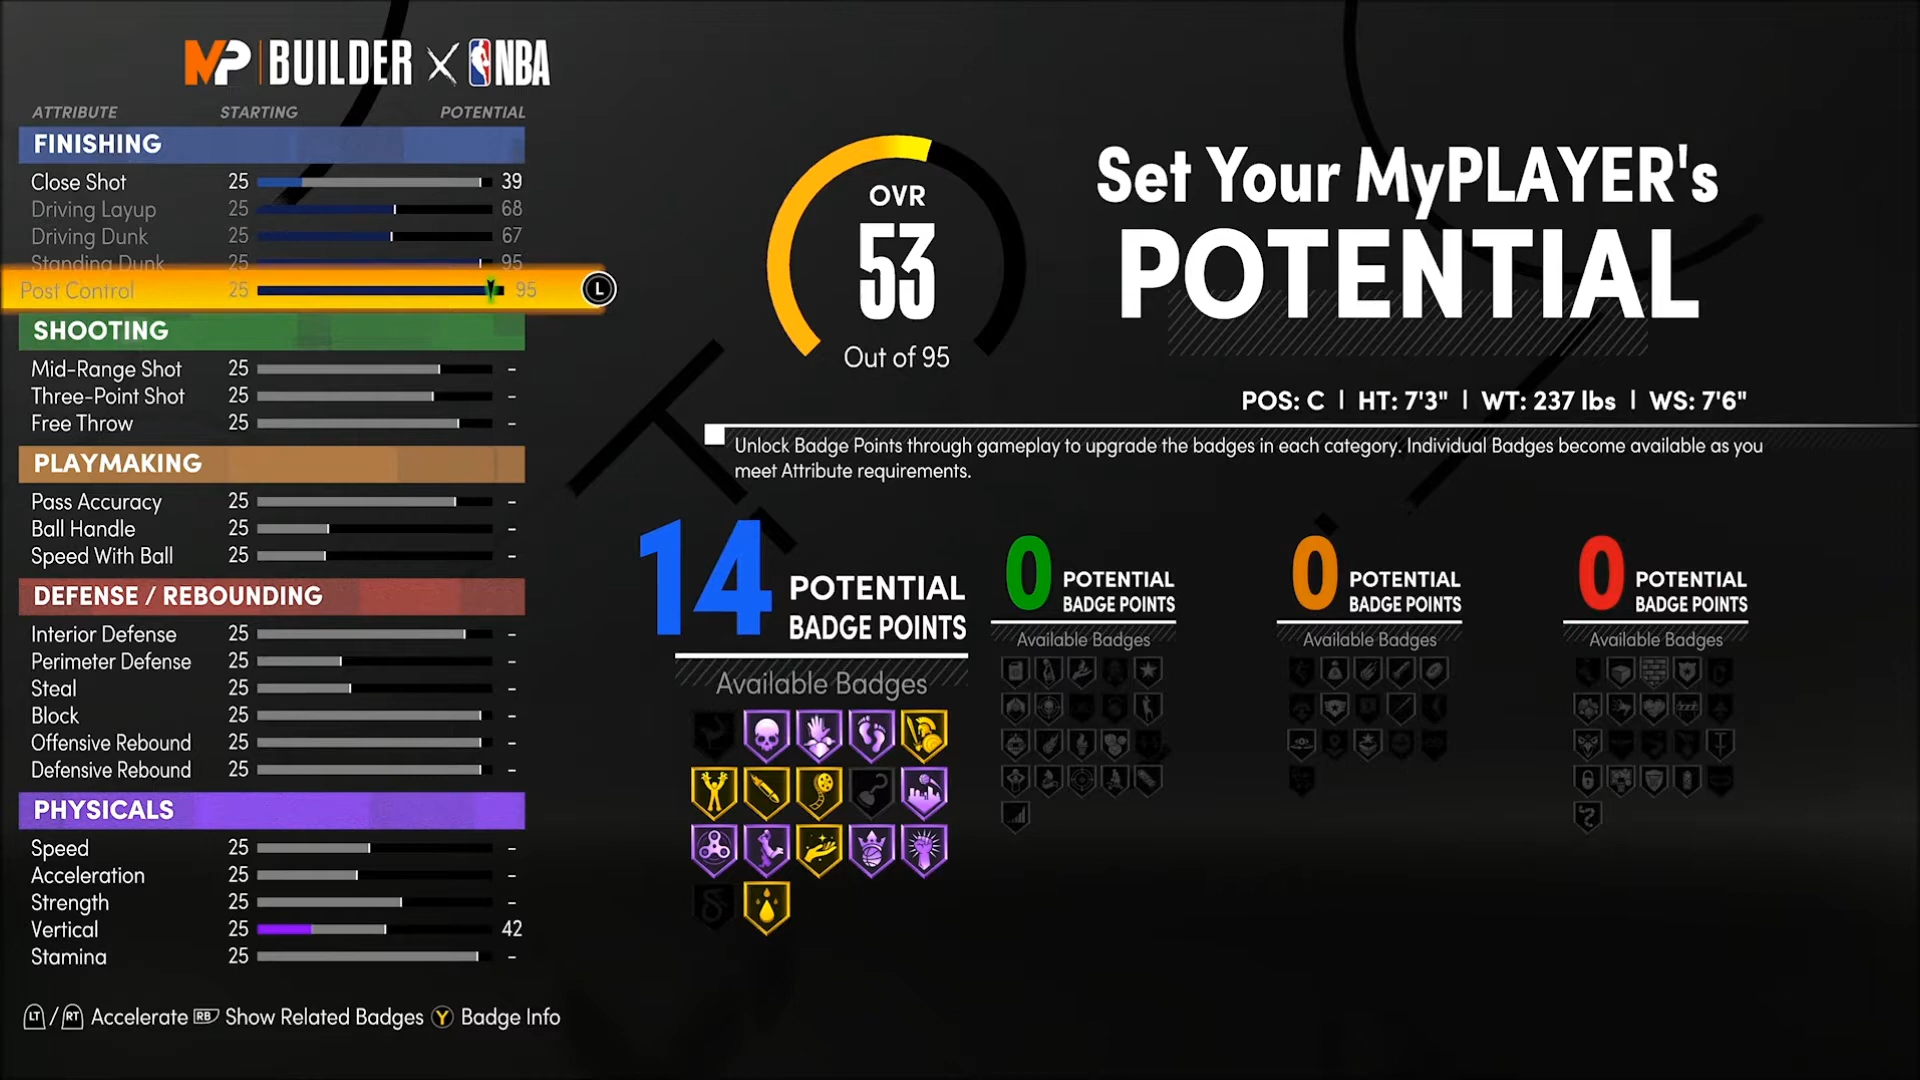 MP | BUILDER X NBA
ATTRIBUTE STARTING POTENTIAL
FINISHING
Close Shot 25 39
Driving Layup 25 68
Driving Dunk 25 67
Standing Dunk 25 95
Post Control 25 95 L
SHOOTING
Mid-Range Shot 25 -
Three-Point Shot 25 -
Free Throw 25 -
PLAYMAKING
Pass Accuracy 25 -
Ball Handle 25 -
Speed With Ball 25 -
DEFENSE / REBOUNDING
Interior Defense 25 -
Perimeter Defense 25 -
Steal 25 -
Block 25 -
Offensive Rebound 25 -
Defensive Rebound 25 -
PHYSICALS
Speed 25 -
Acceleration 25 -
Strength 25 -
Vertical 25 42
Stamina 25 -
LT / RT Accelerate RB Show Related Badges Y Badge Info
OVR
53
Out of 95
Set Your MyPLAYER's
POTENTIAL
POS: C | HT: 7'3" | WT: 237 lbs | WS: 7'6"
Unlock Badge Points through gameplay to upgrade the badges in each category. Individual Badges become available as you
meet Attribute requirements.
14 POTENTIAL
BADGE POINTS
Available Badges
0 POTENTIAL
BADGE POINTS
Available Badges
0 POTENTIAL
BADGE POINTS
Available Badges
0 POTENTIAL
BADGE POINTS
Available Badges